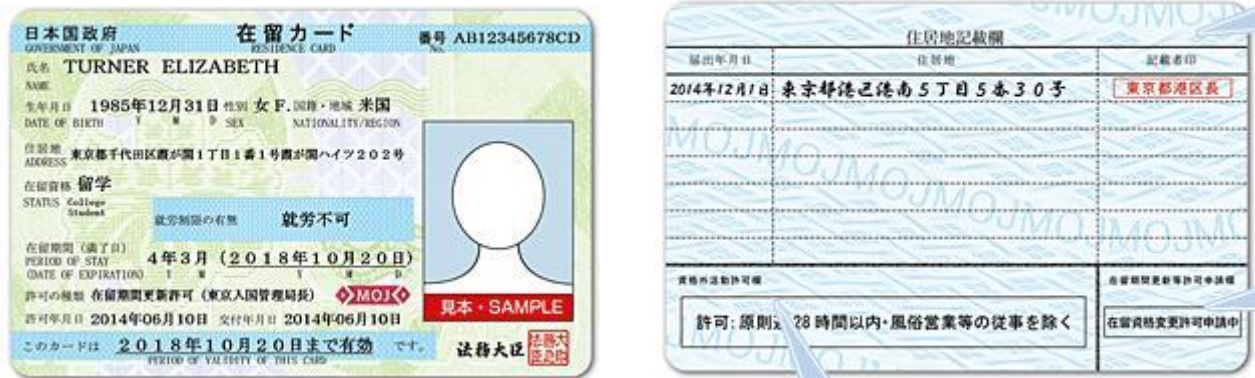 日本国政府 在留カード 番号 AB12345678CD
GOVERNMENT OF JAPAN RESIDENCE CARD No.
氏名 TURNER ELIZABETH
NAME
生年月日 1985年12月31日 性別 女 F. 国籍・地域 米国
DATE OF BIRTH Y M D SEX NATIONALITY/REGION
住居地 東京都千代田区霞が関1丁目1番1号霞が関ハイツ202号
ADDRESS
在留資格 留学
STATUS College
Student
就労制限の有無 就労不可
在留期間(満了日)
PERIOD OF STAY 4年3月(2018年10月20日)
(DATE OF EXPIRATION) Y M Y M D
許可の種類 在留期間更新許可(東京入国管理局長) MOJ
見本・SAMPLE
許可年月日 2014年06月10日 交付年月日 2014年06月10日
このカードは 2018年10月20日まで有効 です。
PERIOD OF VALIDITY OF THIS CARD
法務大臣 法務大臣
MOJMOJ
住居地記載欄
届出年月日 住居地 記載者印
2014年12月1日 東京都港区港南5丁目5番30号 東京都港区長
MOJMOJMOJMOJMOJMOJ
資格外活動許可欄 在留期間更新等許可申請欄
許可:原則週28時間以内・風俗営業等の従事を除く 在留資格変更許可申請中